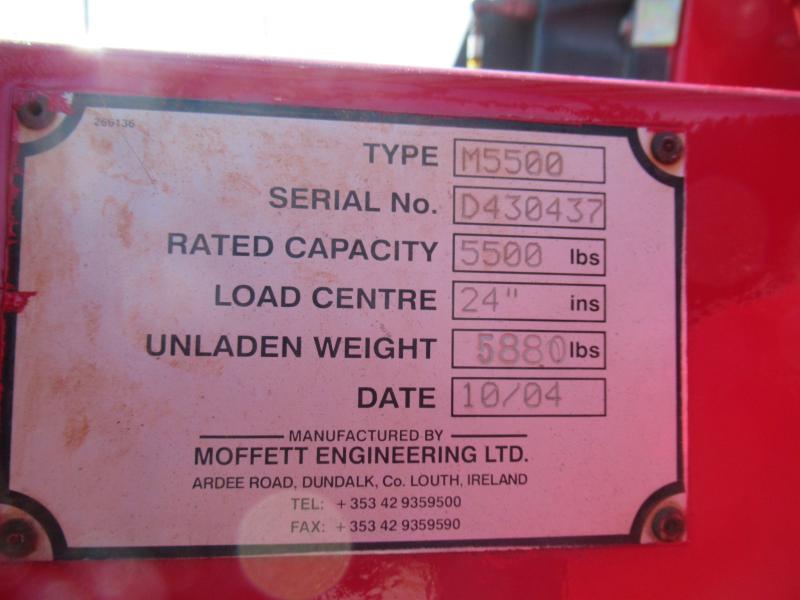 266136
TYPE M5500
SERIAL No. D430437
RATED CAPACITY 5500 lbs
LOAD CENTRE 24" ins
UNLADEN WEIGHT 5880 lbs
DATE 10/04
MANUFACTURED BY
MOFFETT ENGINEERING LTD.
ARDEE ROAD, DUNDALK, Co. LOUTH, IRELAND
TEL: + 353 42 9359500
FAX: + 353 42 9359590